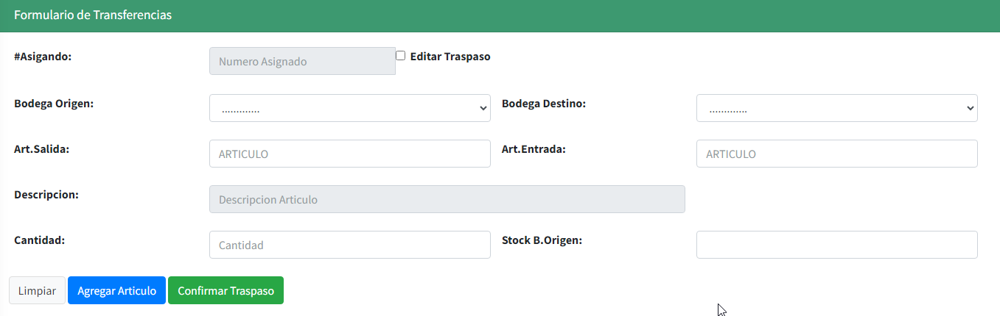 Formulario de Transferencias
#Asigando: Numero Asignado Editar Traspaso
Bodega Origen: ............. Bodega Destino: .............
Art.Salida: ARTICULO Art.Entrada: ARTICULO
Descripcion: Descripcion Articulo
Cantidad: Cantidad Stock B.Origen:
Limpiar Agregar Articulo Confirmar Traspaso